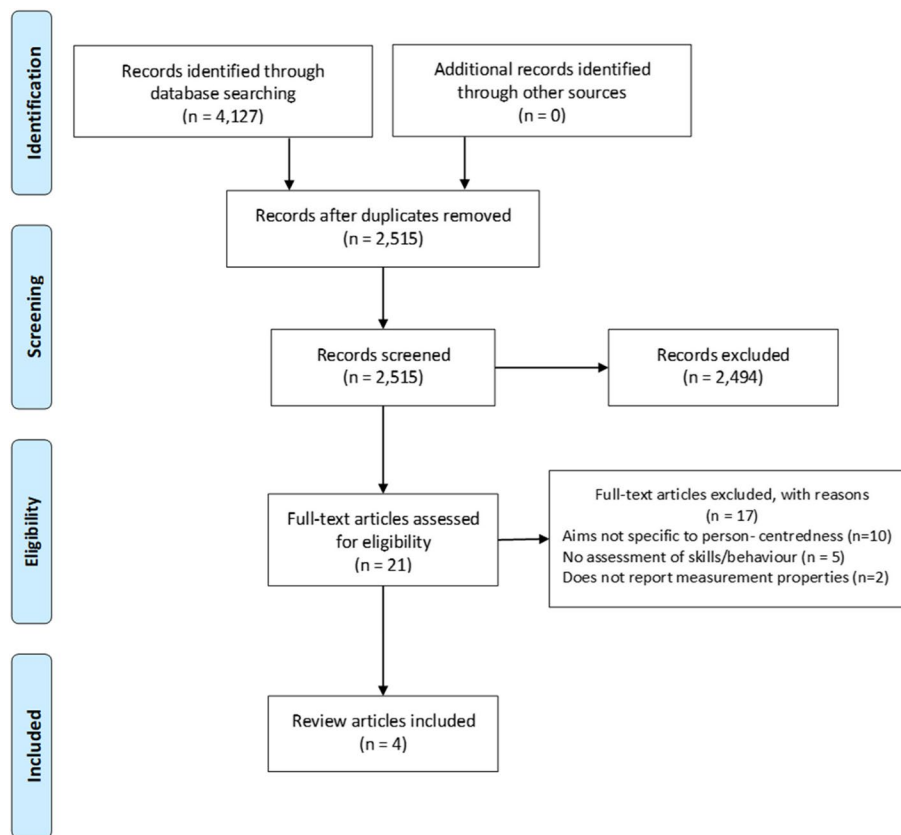 Identification
Records identified through
database searching
(n = 4,127)
Additional records identified
through other sources
(n = 0)
Records after duplicates removed
(n = 2,515)
Screening
Records screened
(n = 2,515)
Records excluded
(n = 2,494)
Eligibility
Full-text articles assessed
for eligibility
(n = 21)
Full-text articles excluded, with reasons
(n = 17)
Aims not specific to person- centredness (n=10)
No assessment of skills/behaviour (n = 5)
Does not report measurement properties (n=2)
Included
Review articles included
(n = 4)